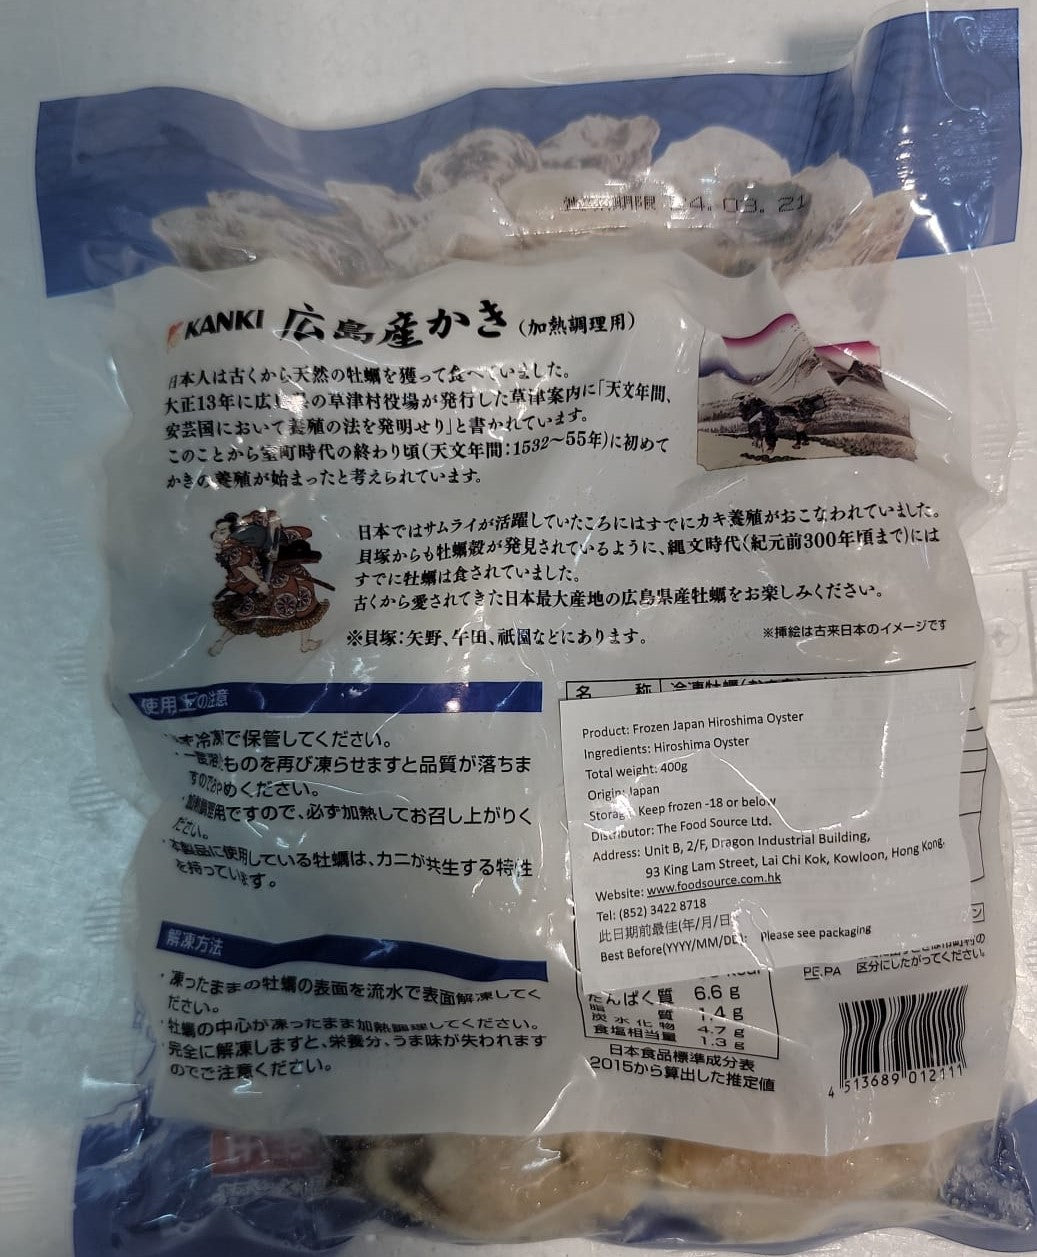 賞味期限 24.03.21
KANKI 広島産かき(加熱調理用)
日本人は古くから天然の牡蠣を獲って食べていました。
大正13年に広島県の草津村役場が発行した草津案内に「天文年間、
安芸国において養殖の法を発明せり」と書かれています。
このことから室町時代の終わり頃(天文年間:1532〜55年)に初めて
かきの養殖が始まったと考えられています。
日本ではサムライが活躍していたころにはすでにカキ養殖がおこなわれていました。
貝塚からも牡蠣殻が発見されているように、縄文時代(紀元前300年頃まで)には
すでに牡蠣は食されていました。
古くから愛されてきた日本最大産地の広島県産牡蠣をお楽しみください。
※貝塚:矢野、牛田、祇園などにあります。
※挿絵は古来日本のイメージです
使用上の注意
冷凍で保管してください。
ものを再び凍らせますと品質が落ちま
すのでおやめください。
・加熱調理用ですので、必ず加熱してお召し上がりく
ださい。
・本製品に使用している牡蠣は、カニが共生する特性
を持っています。
解凍方法
・凍ったままの牡蠣の表面を流水で表面解凍してく
ださい。
・牡蠣の中心が凍ったまま加熱調理してください。
・完全に解凍しますと、栄養分、うま味が失われます
のでご注意ください。
名 称
Product: Frozen Japan Hiroshima Oyster
Ingredients: Hiroshima Oyster
Total weight: 400g
Origin: Japan
Storage: Keep frozen -18 or below
Distributor: The Food Source Ltd.
Address: Unit B, 2/F, Dragon Industrial Building,
93 King Lam Street, Lai Chi Kok, Kowloon, Hong Kong.
Website: www.foodsource.com.hk
Tel: (852) 3422 8718
此日期前最佳(年/月/日):
Best Before(YYYY/MM/DD): Please see packaging
たんぱく質 6.6 g
脂 質 1.4 g
炭水化物 4.7 g
食塩相当量 1.3 g
日本食品標準成分表
2015から算出した推定値
PE,PA
区分にしたがってください。
4 513689 012111